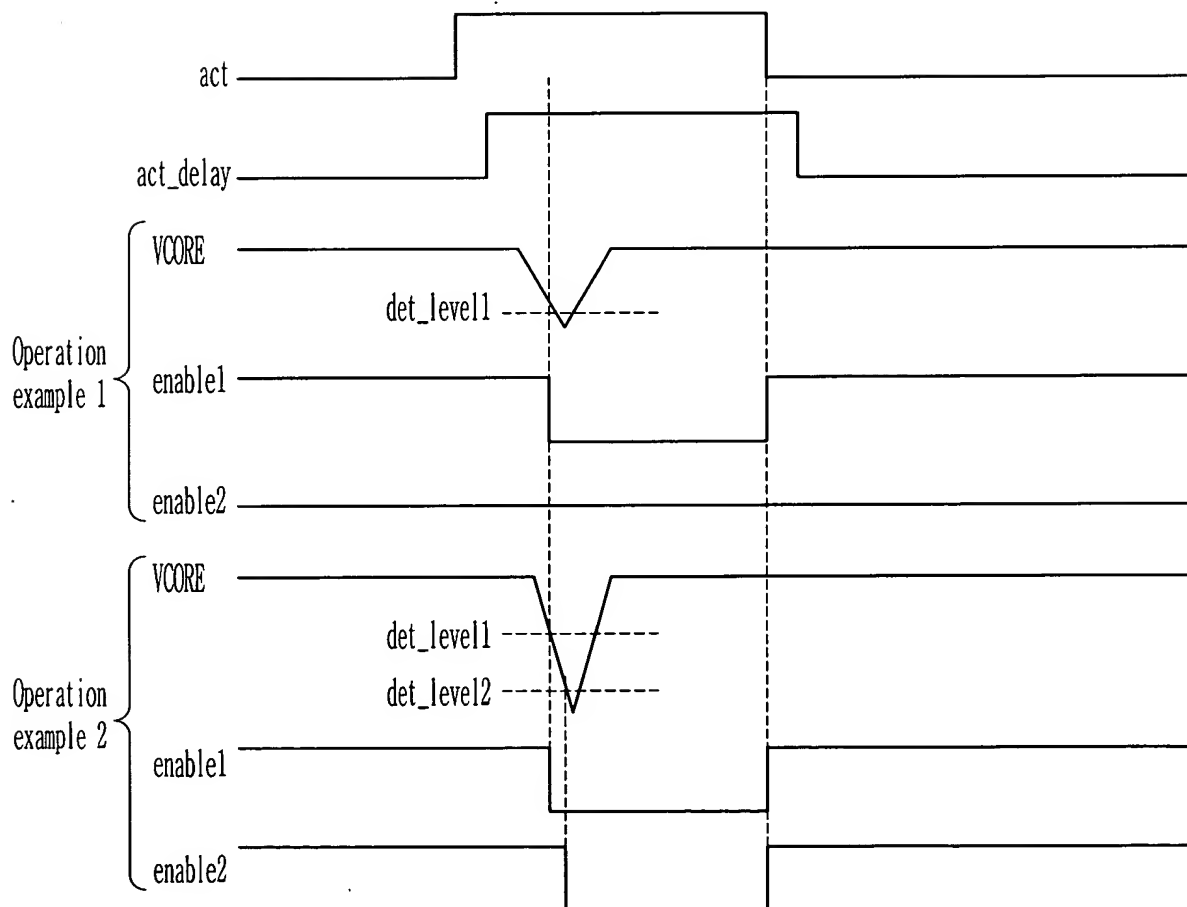 act
act_delay
VCORE
det_level1
Operation
example 1
enable1
enable2
VCORE
det_level1
det_level2
Operation
example 2
enable1
enable2